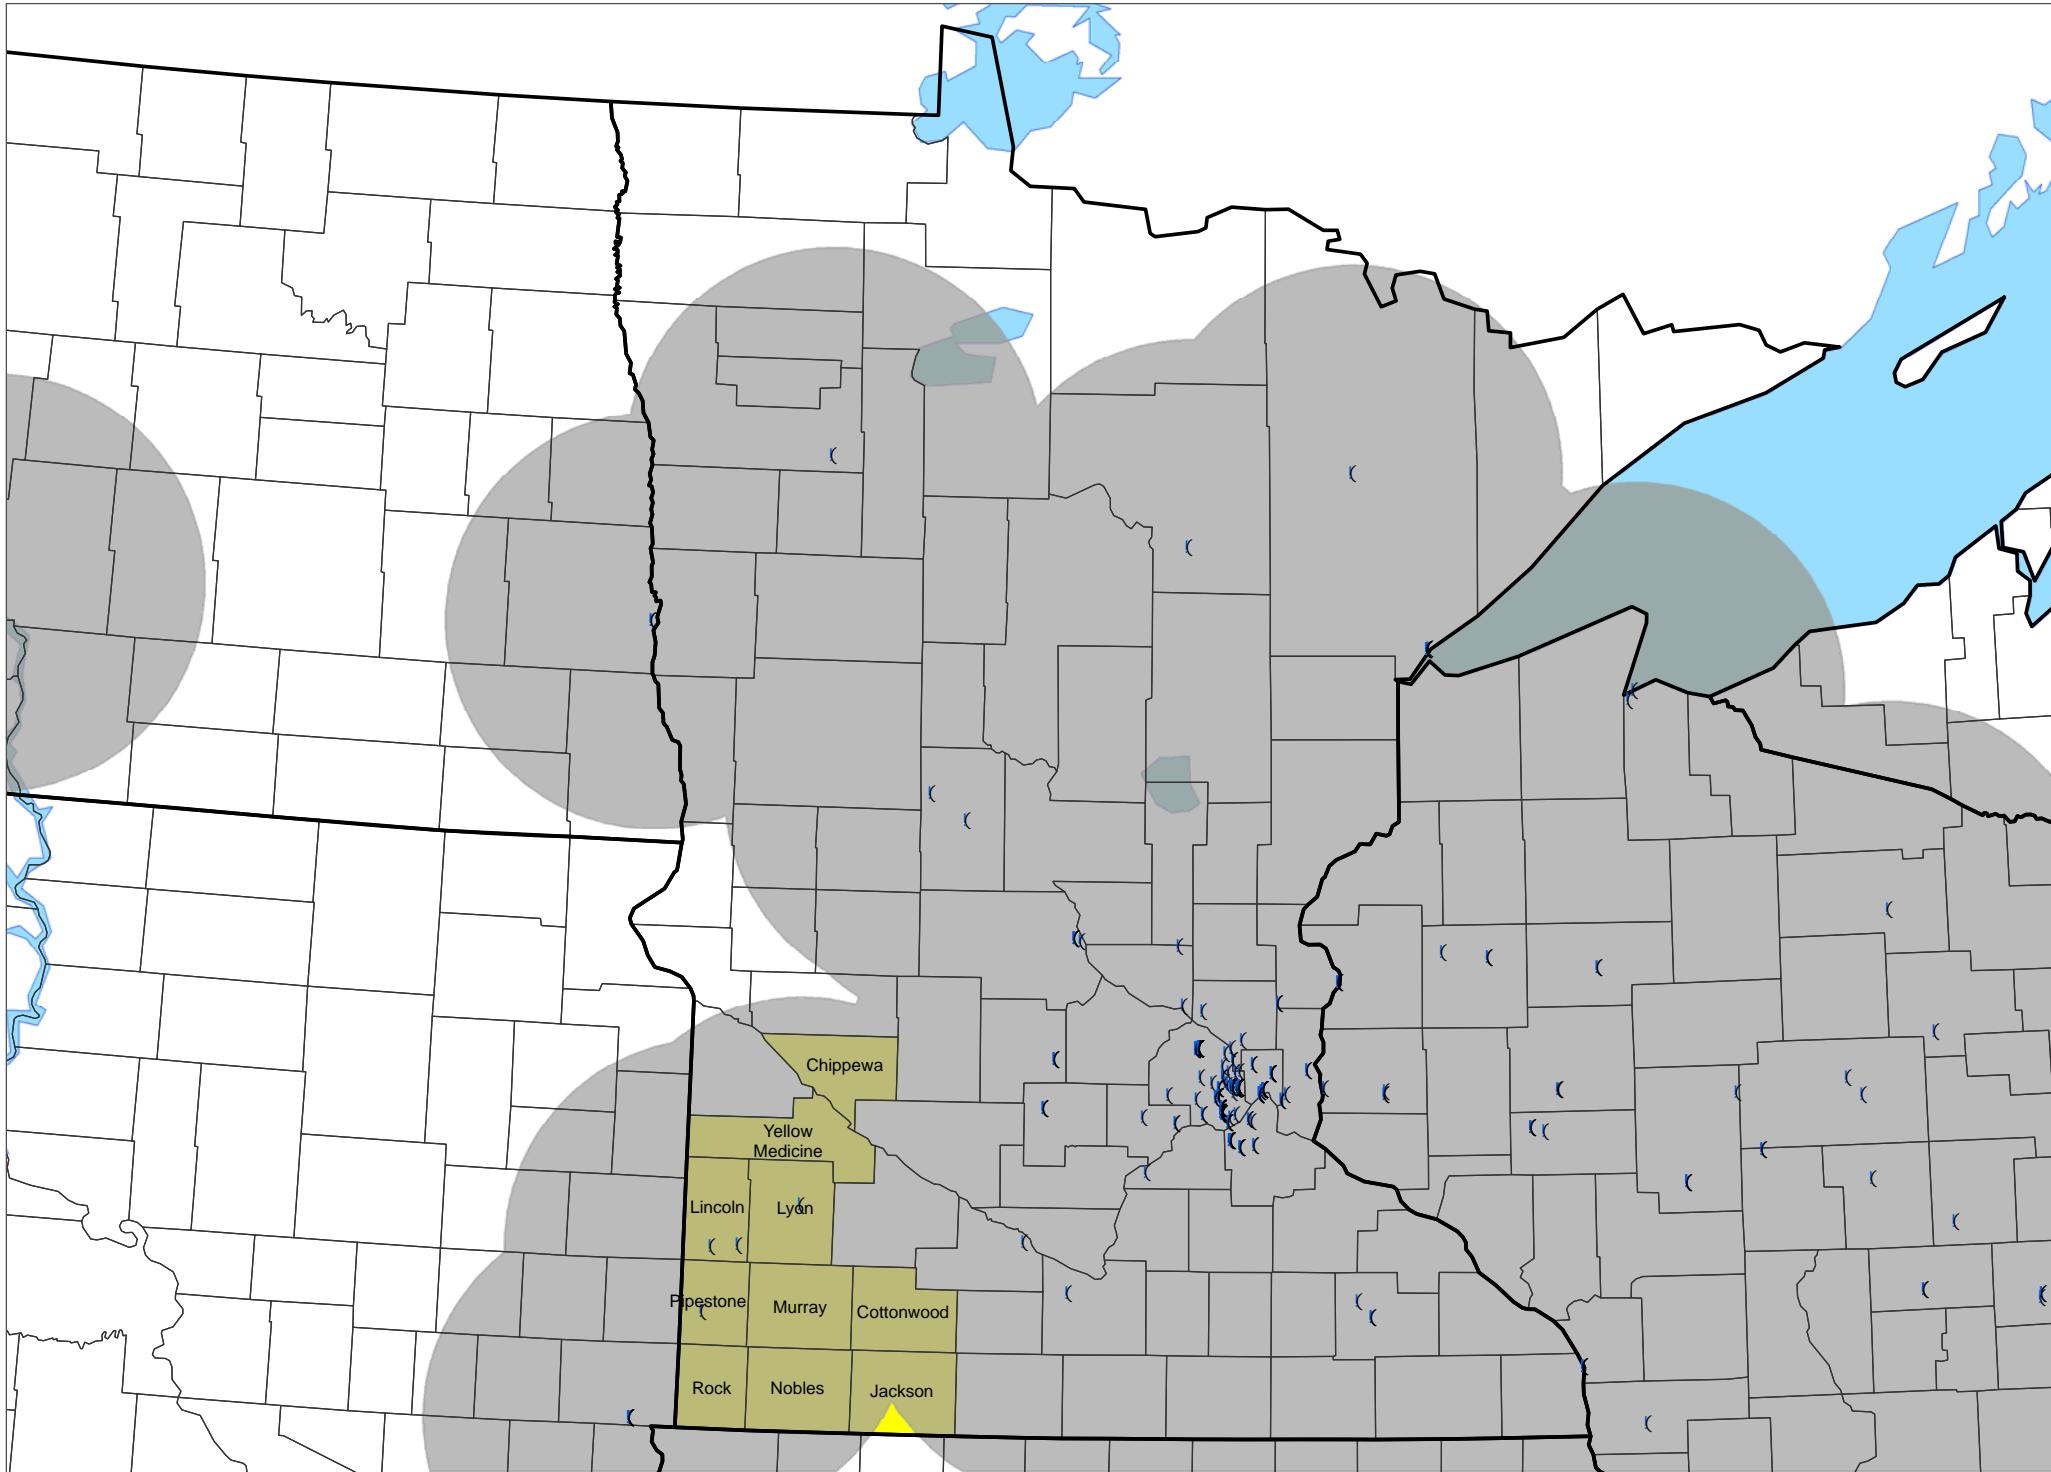 Chippewa
Yellow
Medicine
Lincoln
Lyon
Pipestone
Murray
Cottonwood
Rock
Nobles
Jackson